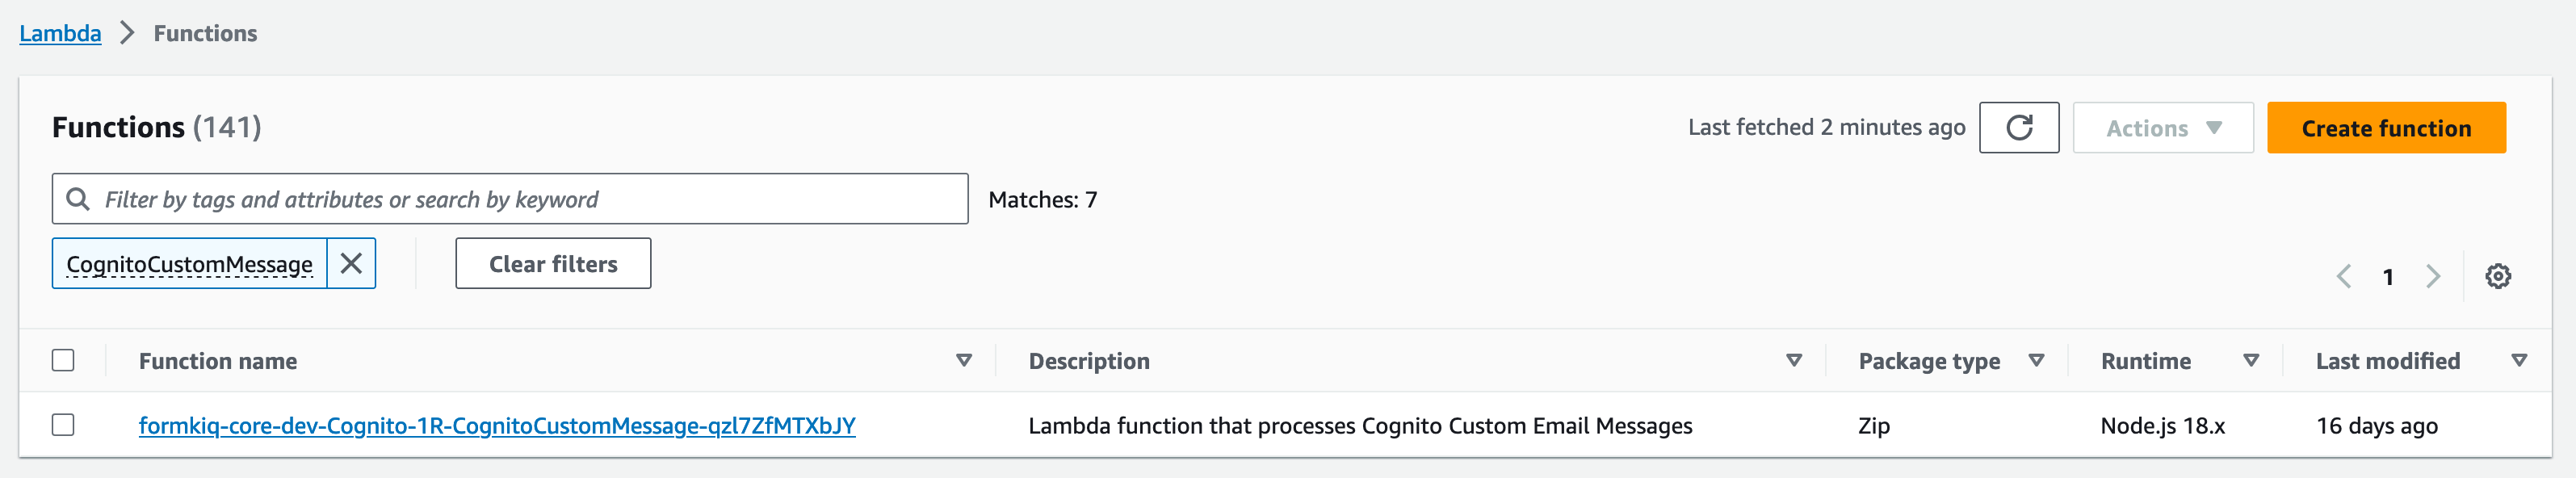 Lambda > Functions
Functions (141)
Last fetched 2 minutes ago
Actions
Create function
Filter by tags and attributes or search by keyword
Matches: 7
CognitoCustomMessage
Clear filters
1
Function name Description Package type Runtime Last modified
formkiq-core-dev-Cognito-1R-CognitoCustomMessage-qzl7ZfMTXbJY Lambda function that processes Cognito Custom Email Messages Zip Node.js 18.x 16 days ago